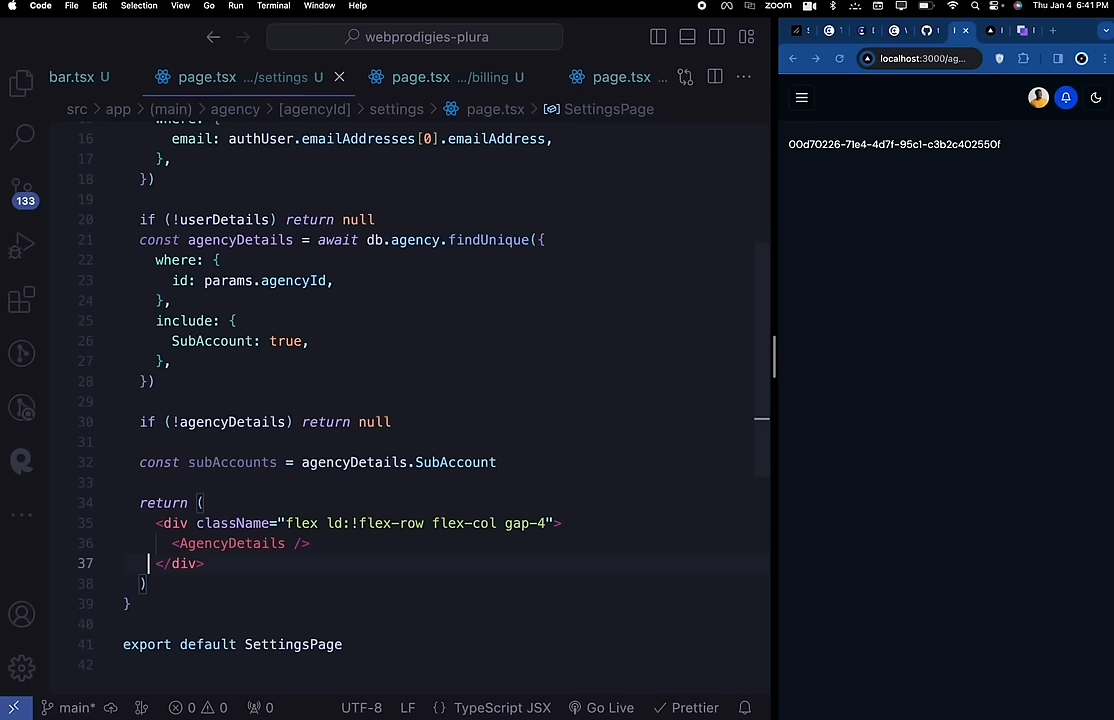 Code File Edit Selection View Go Run Terminal Window Help zoom Thu Jan 4 6:41 PM
webprodigies-plura
bar.tsx U page.tsx .../settings U page.tsx .../billing U page.tsx ...
src > app > (main) > agency > [agencyId] > settings > page.tsx > SettingsPage
localhost:3000/ag...
16 email: authUser.emailAddresses[0].emailAddress,
17 },
18 })
19
20 if (!userDetails) return null
21 const agencyDetails = await db.agency.findUnique({
22 where: {
23 id: params.agencyId,
24 },
25 include: {
26 SubAccount: true,
27 },
28 })
29
30 if (!agencyDetails) return null
31
32 const subAccounts = agencyDetails.SubAccount
33
34 return (
35 <div className="flex ld:!flex-row flex-col gap-4">
36 <AgencyDetails />
37 </div>
38 )
39 }
40
41 export default SettingsPage
42
133
00d70226-71e4-4d7f-95c1-c3b2c402550f
main* 0 0 0 UTF-8 LF {} TypeScript JSX Go Live Prettier